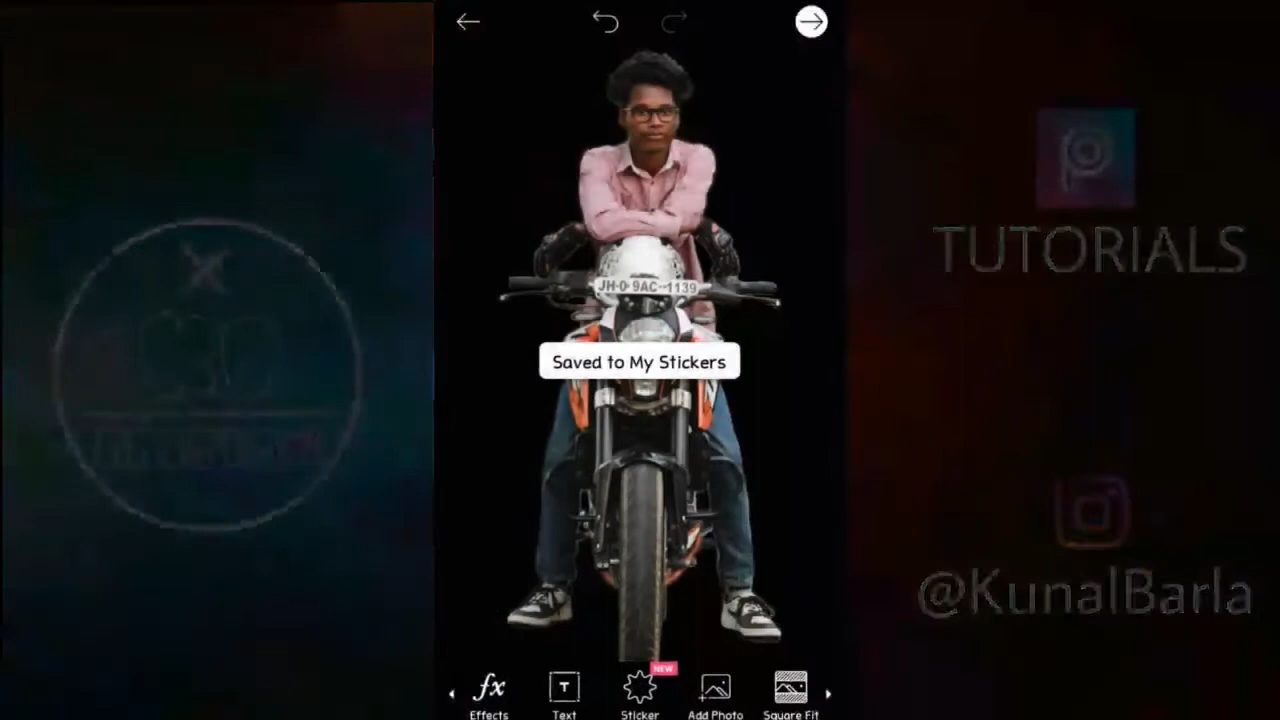 TUTORIALS
JH-0 9AC-1139
Saved to My Stickers
@KunalBarla
NEW
fx
T
Effects
Text
Sticker
Add Photo
Square Fit